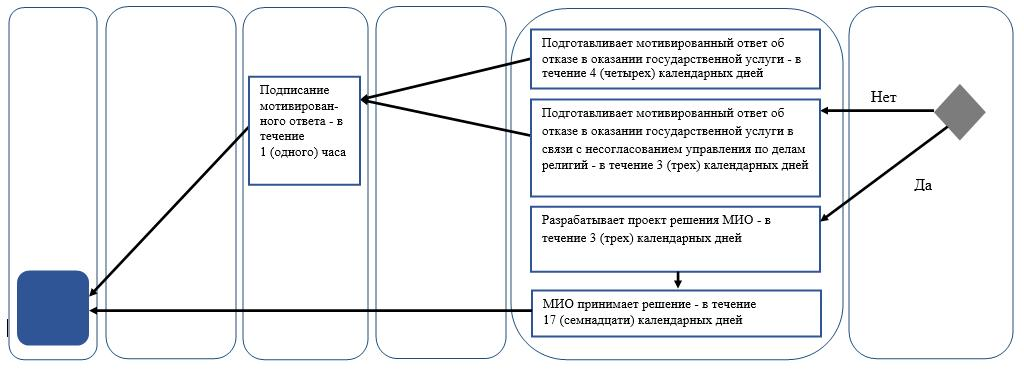 Подписание
мотивирован-
ного ответа - в
течение
1 (одного) часа
Подготавливает мотивированный ответ об
отказе в оказании государственной услуги - в
течение 4 (четырех) календарных дней
Подготавливает мотивированный ответ об
отказе в оказании государственной услуги в
связи с несогласованием управления по делам
религий - в течение 3 (трех) календарных дней
Разрабатывает проект решения МИО - в
течение 3 (трех) календарных дней
МИО принимает решение - в течение
17 (семнадцати) календарных дней
Нет
Да